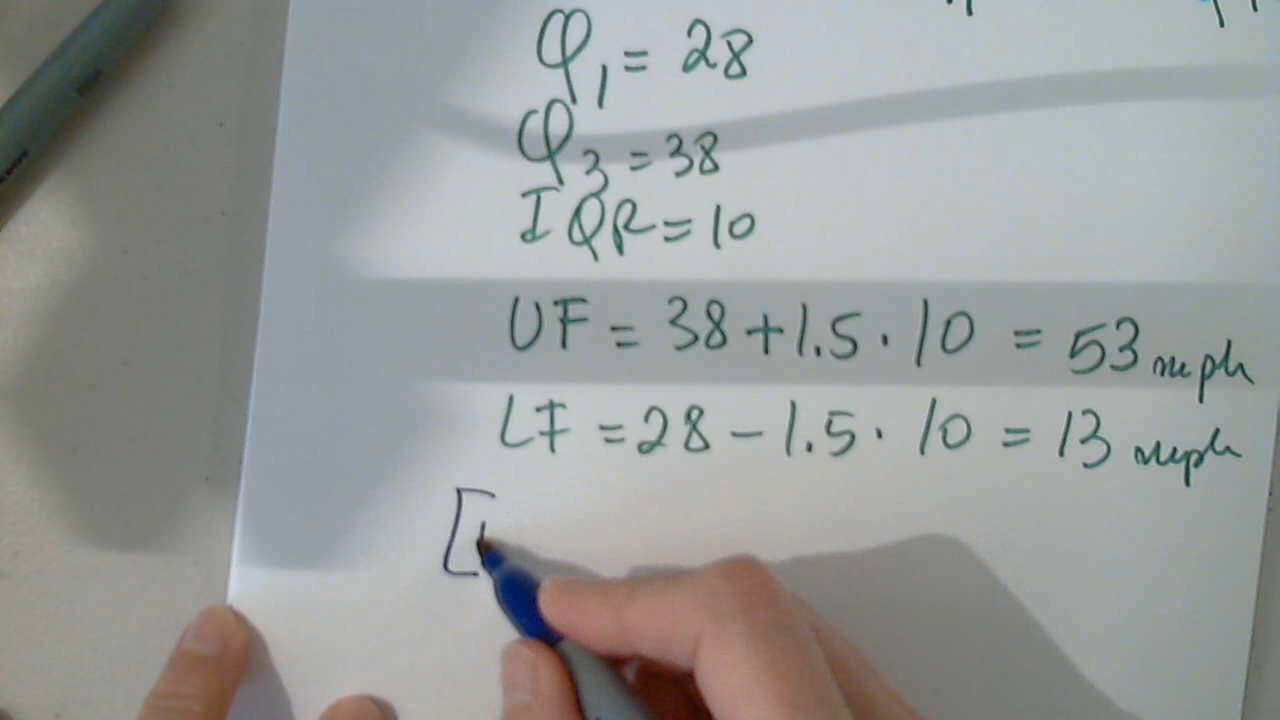 Q₁ = 28
Q₃ = 38
IQR = 10
UF = 38 + 1.5 · 10 = 53 mph
LF = 28 - 1.5 · 10 = 13 mph
[